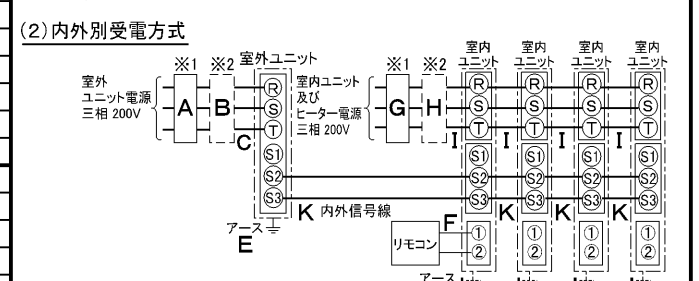 (2)内外別受電方式
※1 ※2 室外ユニット
室外
ユニット電源
三相 200V
A
B
C
R
S
T
S1
S2
S3
アース
E
K 内外信号線
※1 ※2
室内ユニット
及び
ヒーター電源
三相 200V
G
H
室内
ユニット
室内
ユニット
室内
ユニット
室内
ユニット
R R R R
S S S S
I T I T I T I T
S1 S1 S1 S1
S2 S2 S2 S2
S3 K S3 K S3 K S3
リモコン
F
① ① ① ①
② ② ② ②
アース